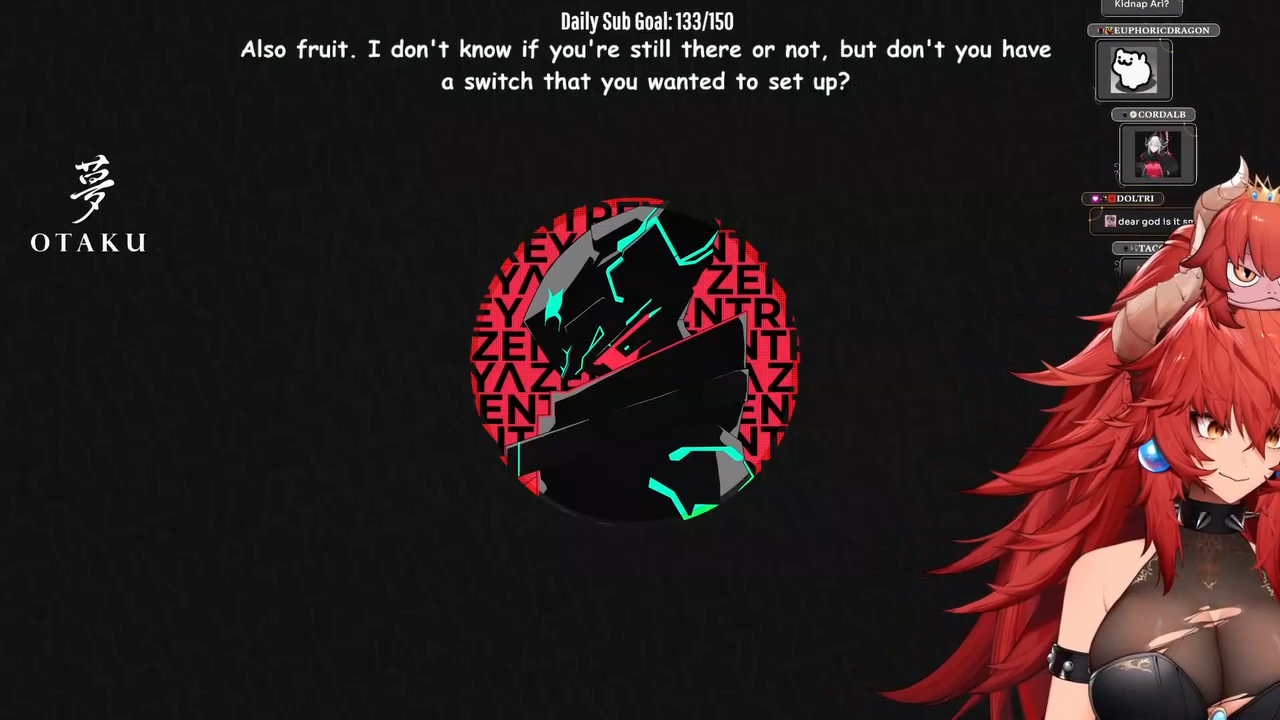 Daily Sub Goal: 133/150
Also fruit. I don't know if you're still there or not, but don't you have
a switch that you wanted to set up?
Kidnap Ari?
EUPHORICDRAGON
CORDALB
DOLTRI
dear god is it
TAC
夢
OTAKU